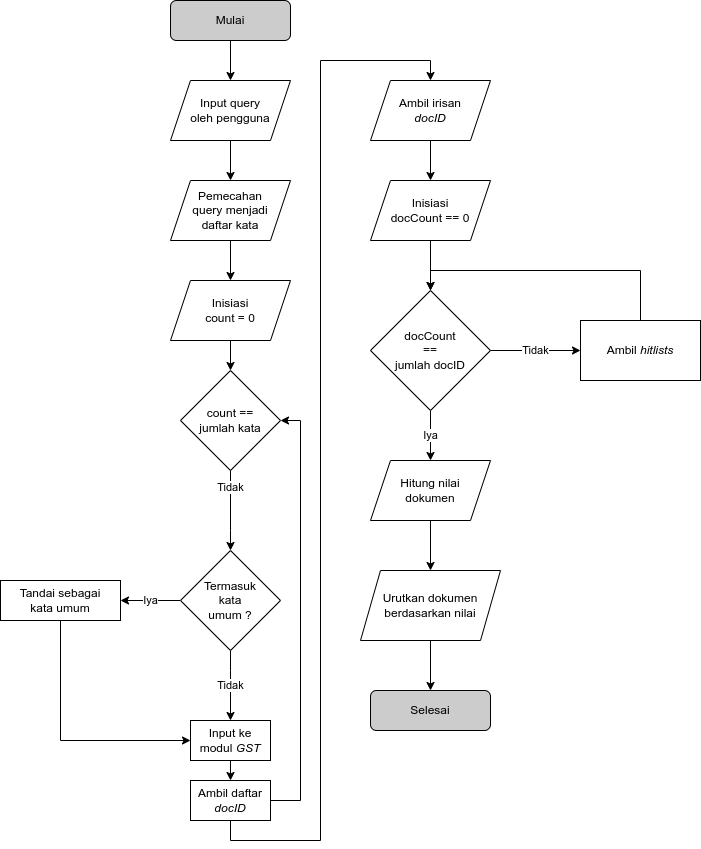 Mulai
Input query
oleh pengguna
Pemecahan
query menjadi
daftar kata
Inisiasi
count = 0
count ==
jumlah kata
Tidak
Termasuk
kata
umum ?
Iya
Tandai sebagai
kata umum
Tidak
Input ke
modul GST
Ambil daftar
docID
Ambil irisan
docID
Inisiasi
docCount == 0
docCount
==
jumlah docID
Tidak
Ambil hitlists
Iya
Hitung nilai
dokumen
Urutkan dokumen
berdasarkan nilai
Selesai